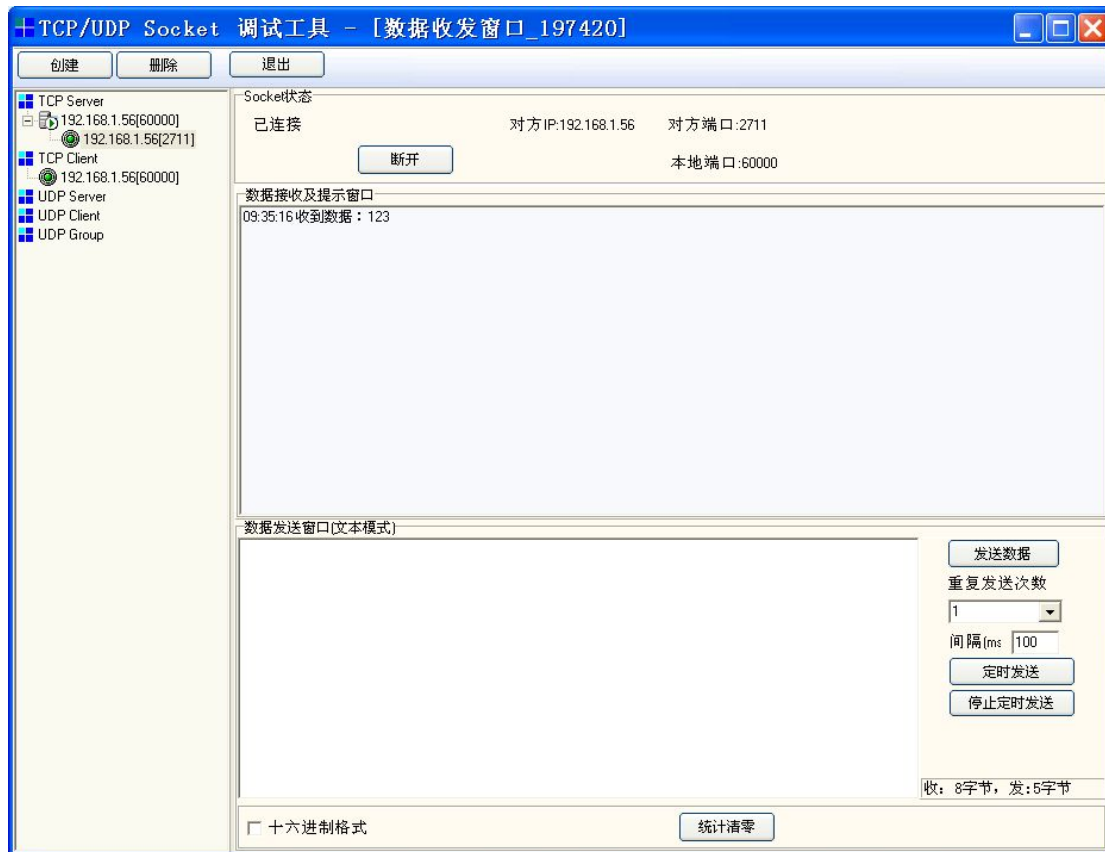 TCP/UDP Socket 调试工具 - [数据收发窗口_197420]
创建 删除 退出
TCP Server
192.168.1.56[60000]
192.168.1.56[2711]
TCP Client
192.168.1.56[60000]
UDP Server
UDP Client
UDP Group
Socket状态
已连接 对方IP:192.168.1.56 对方端口:2711
断开 本地端口:60000
数据接收及提示窗口
09:35:16 收到数据：123
数据发送窗口(文本模式)
发送数据
重复发送次数
1
间隔(ms 100
定时发送
停止定时发送
收: 8字节, 发:5字节
十六进制格式 统计清零